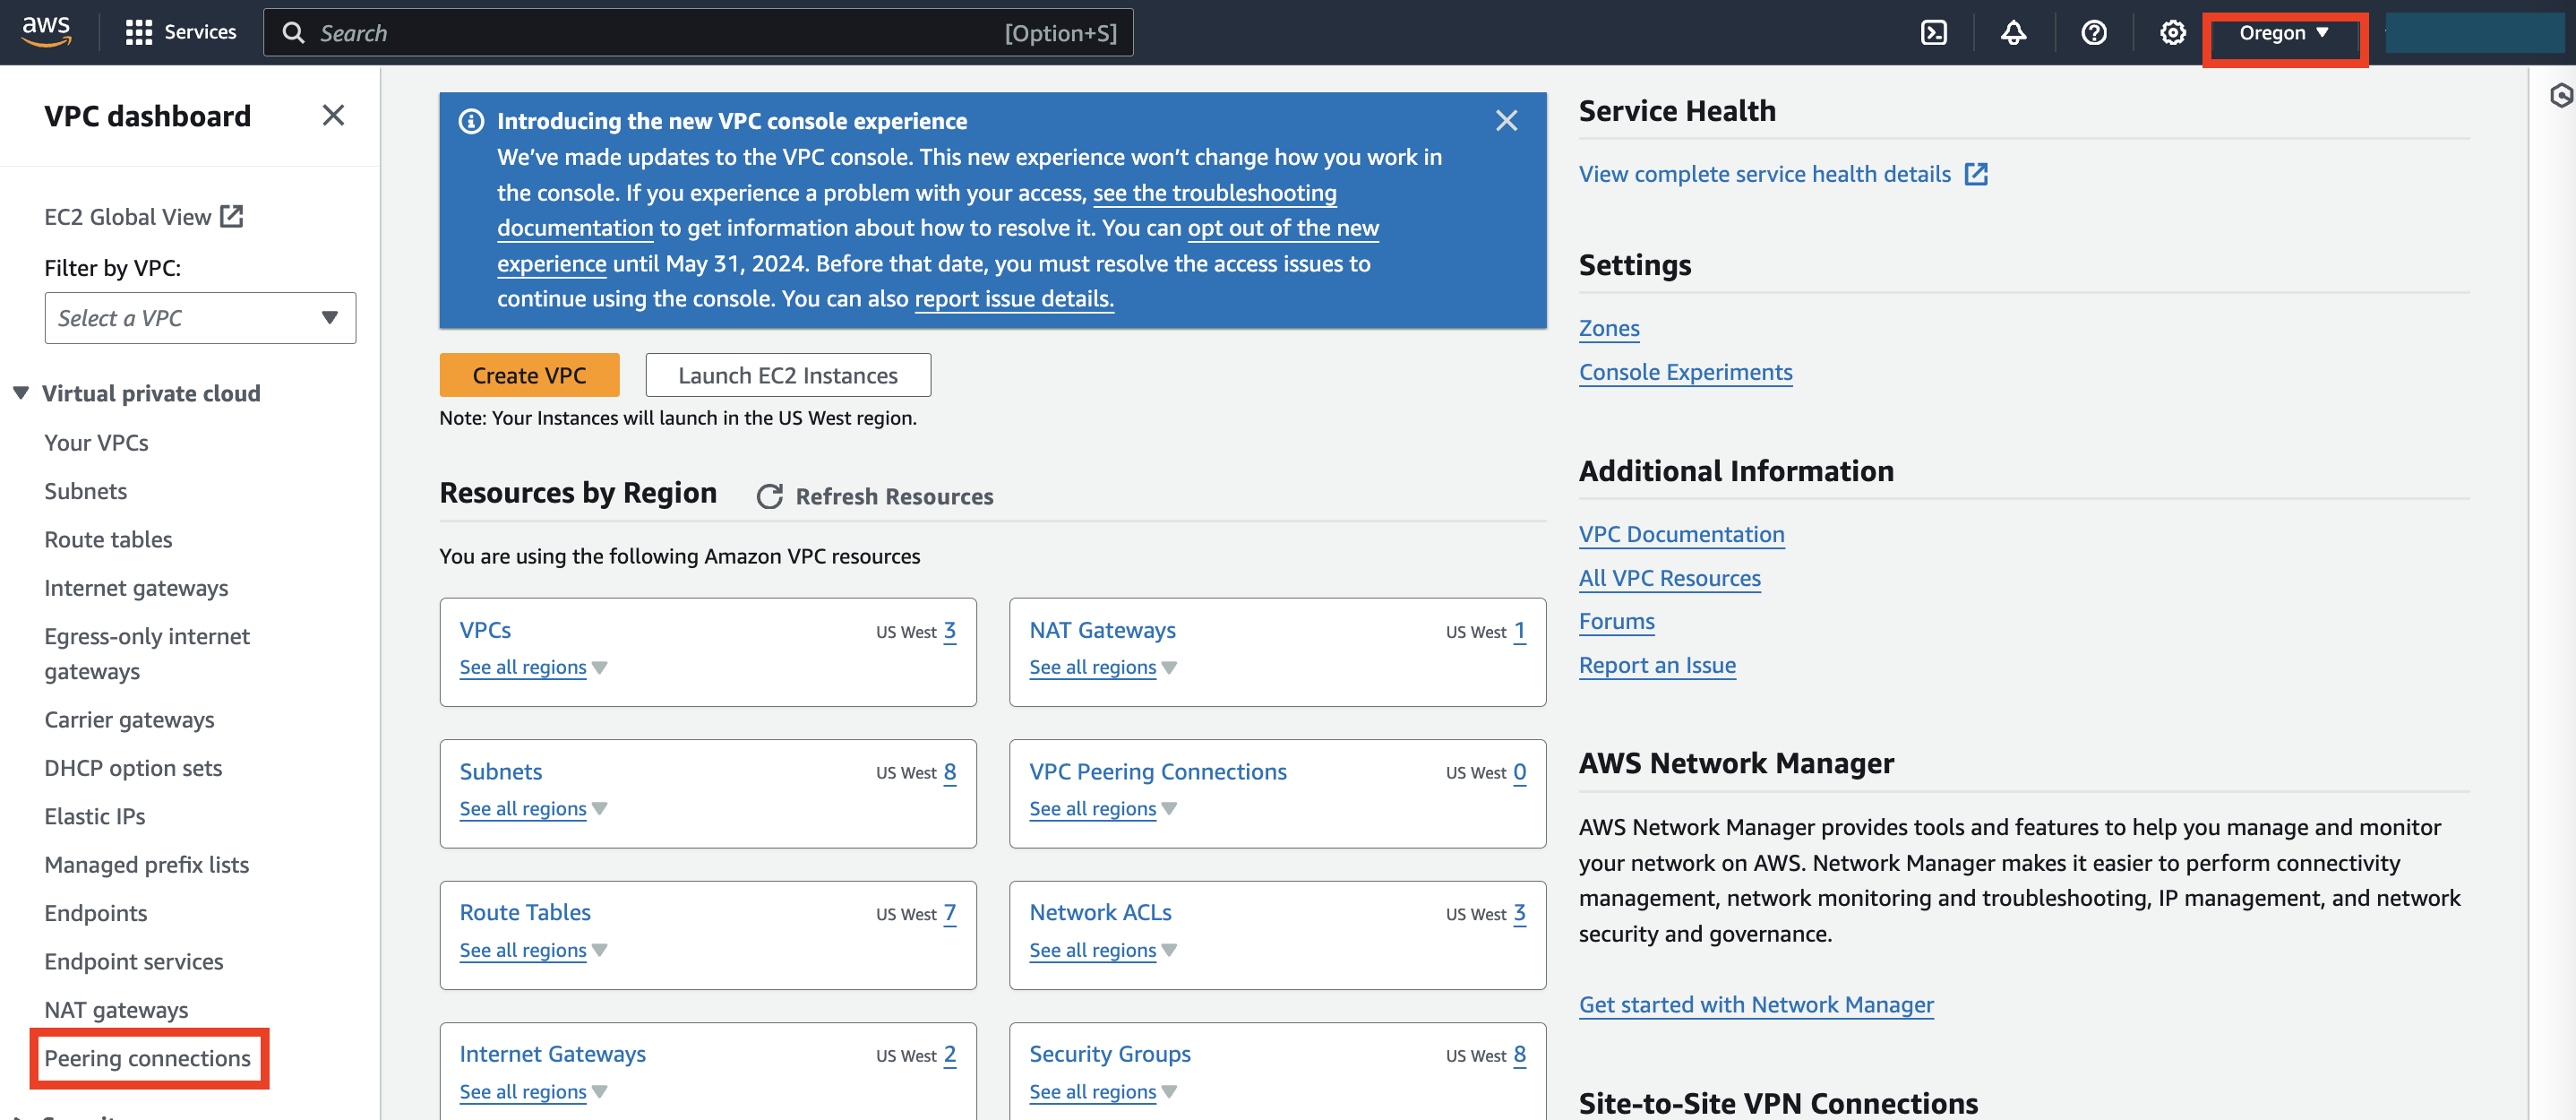 aws
Services
Search
[Option+S]
Oregon
VPC dashboard
EC2 Global View
Filter by VPC:
Select a VPC
Virtual private cloud
Your VPCs
Subnets
Route tables
Internet gateways
Egress-only internet
gateways
Carrier gateways
DHCP option sets
Elastic IPs
Managed prefix lists
Endpoints
Endpoint services
NAT gateways
Peering connections
Introducing the new VPC console experience
We’ve made updates to the VPC console. This new experience won’t change how you work in
the console. If you experience a problem with your access, see the troubleshooting
documentation to get information about how to resolve it. You can opt out of the new
experience until May 31, 2024. Before that date, you must resolve the access issues to
continue using the console. You can also report issue details.
Create VPC
Launch EC2 Instances
Note: Your Instances will launch in the US West region.
Resources by Region
Refresh Resources
You are using the following Amazon VPC resources
VPCs US West 3
See all regions
NAT Gateways US West 1
See all regions
Subnets US West 8
See all regions
VPC Peering Connections US West 0
See all regions
Route Tables US West 7
See all regions
Network ACLs US West 3
See all regions
Internet Gateways US West 2
See all regions
Security Groups US West 8
See all regions
Service Health
View complete service health details
Settings
Zones
Console Experiments
Additional Information
VPC Documentation
All VPC Resources
Forums
Report an Issue
AWS Network Manager
AWS Network Manager provides tools and features to help you manage and monitor
your network on AWS. Network Manager makes it easier to perform connectivity
management, network monitoring and troubleshooting, IP management, and network
security and governance.
Get started with Network Manager
Site-to-Site VPN Connections